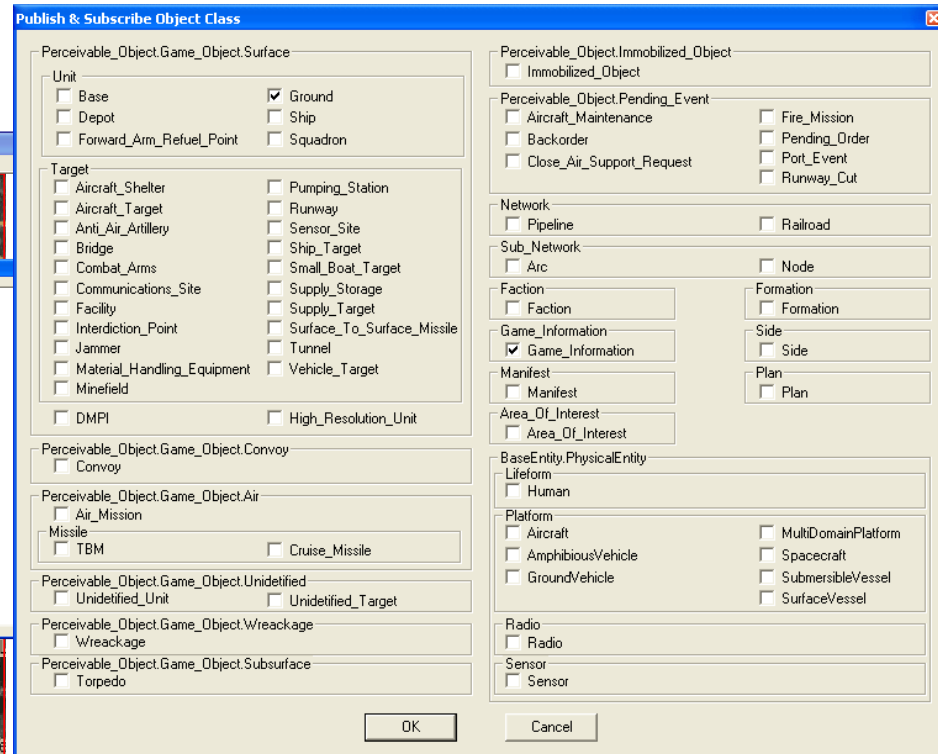 Publish & Subscribe Object Class
Perceivable_Object.Game_Object.Surface
Unit
Base
Ground
Depot
Ship
Forward_Arm_Refuel_Point
Squadron
Target
Aircraft_Shelter
Pumping_Station
Aircraft_Target
Runway
Anti_Air_Artillery
Sensor_Site
Bridge
Ship_Target
Combat_Arms
Small_Boat_Target
Communications_Site
Supply_Storage
Facility
Supply_Target
Interdiction_Point
Surface_To_Surface_Missile
Jammer
Tunnel
Material_Handling_Equipment
Vehicle_Target
Minefield
DMPI
High_Resolution_Unit
Perceivable_Object.Game_Object.Convoy
Convoy
Perceivable_Object.Game_Object.Air
Air_Mission
Missile
TBM
Cruise_Missile
Perceivable_Object.Game_Object.Unidetified
Unidetified_Unit
Unidetified_Target
Perceivable_Object.Game_Object.Wreackage
Wreackage
Perceivable_Object.Game_Object.Subsurface
Torpedo
Perceivable_Object.Immobilized_Object
Immobilized_Object
Perceivable_Object.Pending_Event
Aircraft_Maintenance
Fire_Mission
Backorder
Pending_Order
Close_Air_Support_Request
Port_Event
Runway_Cut
Network
Pipeline
Railroad
Sub_Network
Arc
Node
Faction
Faction
Formation
Formation
Game_Information
Game_Information
Side
Side
Manifest
Manifest
Plan
Plan
Area_Of_Interest
Area_Of_Interest
BaseEntity.PhysicalEntity
Lifeform
Human
Platform
Aircraft
MultiDomainPlatform
AmphibiousVehicle
Spacecraft
GroundVehicle
SubmersibleVessel
SurfaceVessel
Radio
Radio
Sensor
Sensor
OK
Cancel